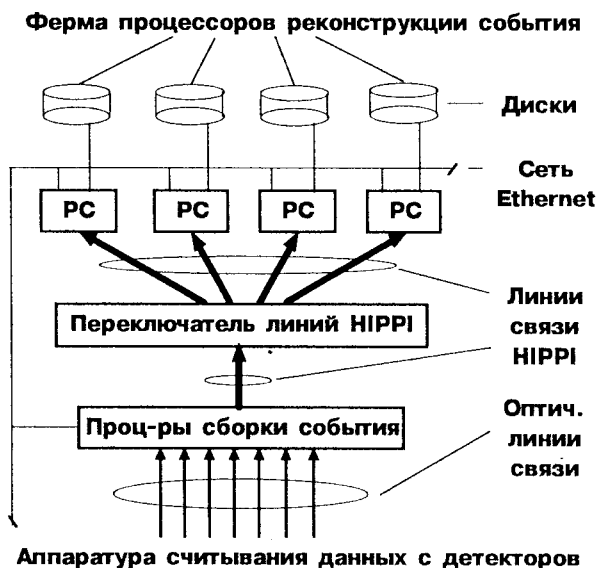 Ферма процессоров реконструкции события
Диски
Сеть
Ethernet
PC PC PC PC
Линии
связи
HIPPI
Переключатель линий HIPPI
Проц-ры сборки события
Оптич.
линии
связи
Аппаратура считывания данных с детекторов